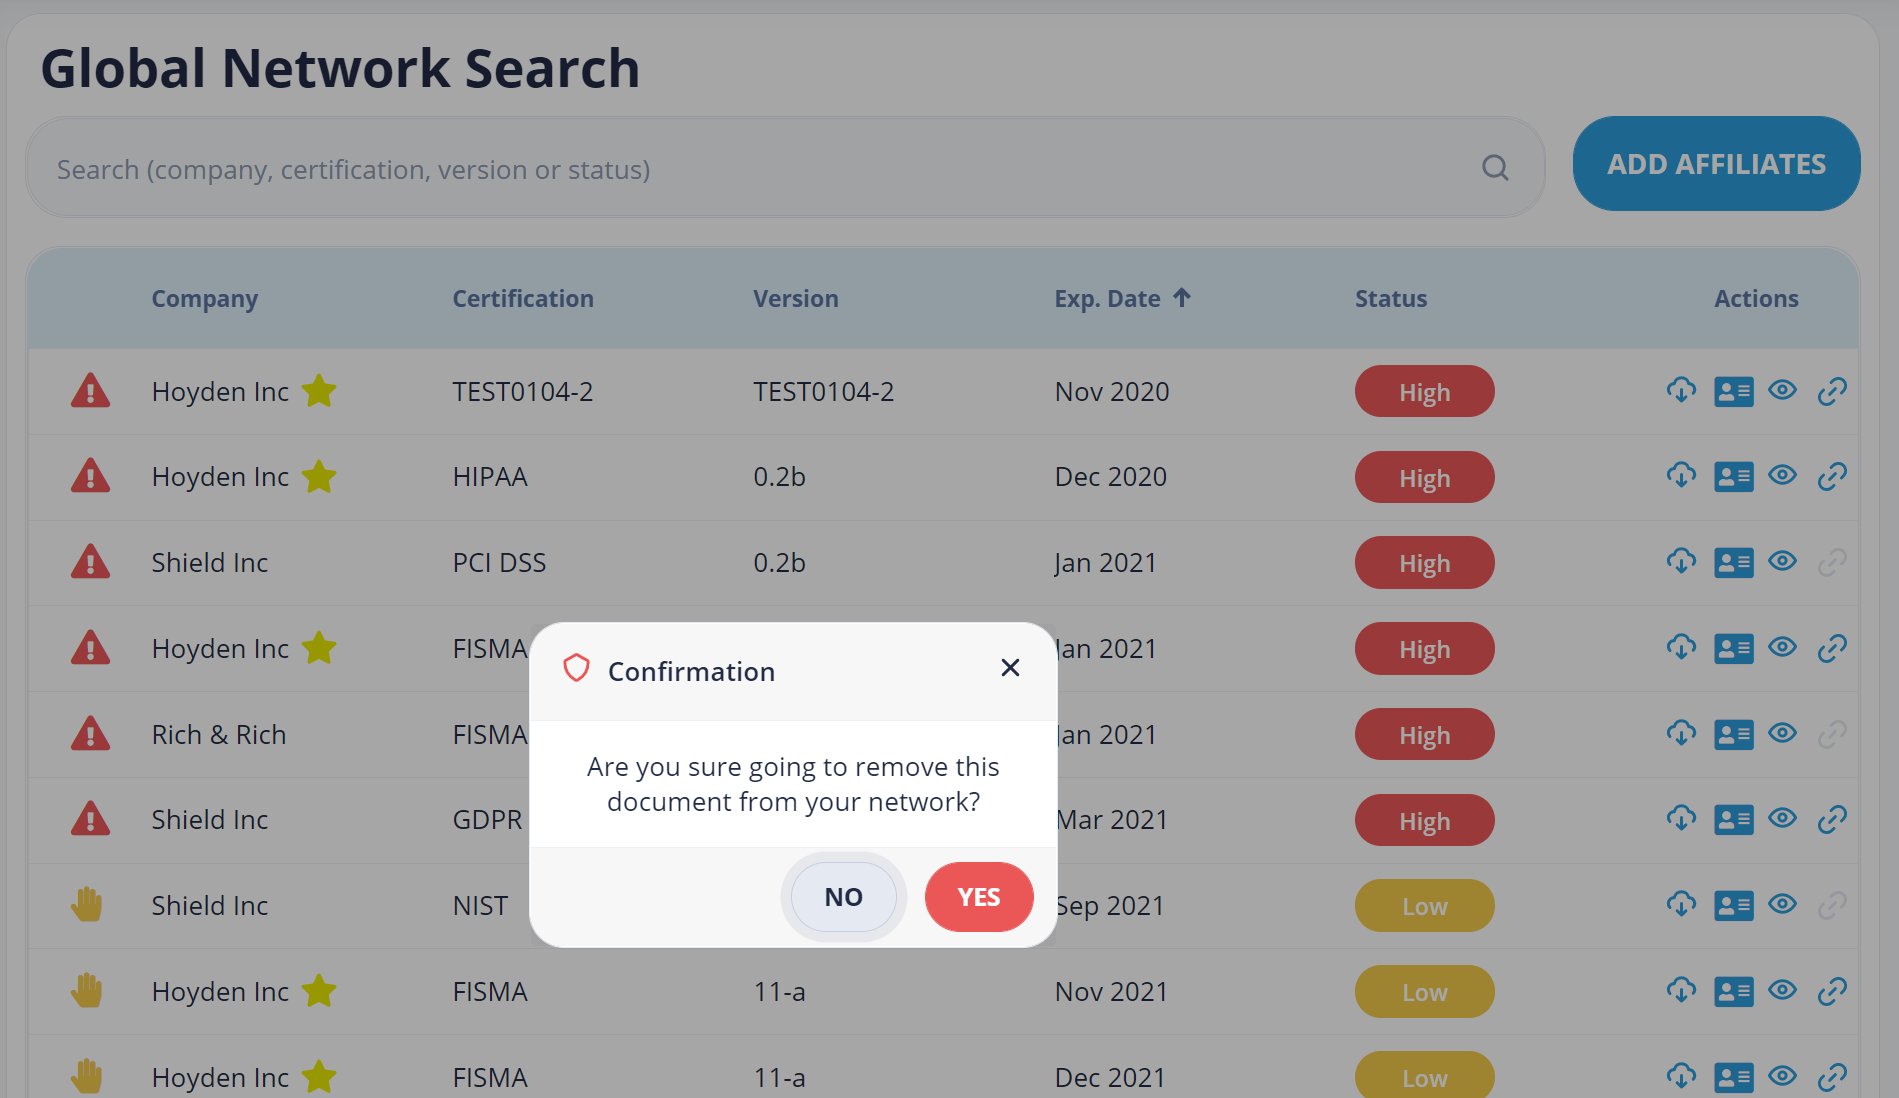 Global Network Search
Search (company, certification, version or status)
ADD AFFILIATES
Company Certification Version Exp. Date Status Actions
Hoyden Inc TEST0104-2 TEST0104-2 Nov 2020 High
Hoyden Inc HIPAA 0.2b Dec 2020 High
Shield Inc PCI DSS 0.2b Jan 2021 High
Hoyden Inc FISMA Jan 2021 High
Rich & Rich FISMA Jan 2021 High
Shield Inc GDPR Mar 2021 High
Shield Inc NIST Sep 2021 Low
Hoyden Inc FISMA 11-a Nov 2021 Low
Hoyden Inc FISMA 11-a Dec 2021 Low
Confirmation
Are you sure going to remove this
document from your network?
NO YES